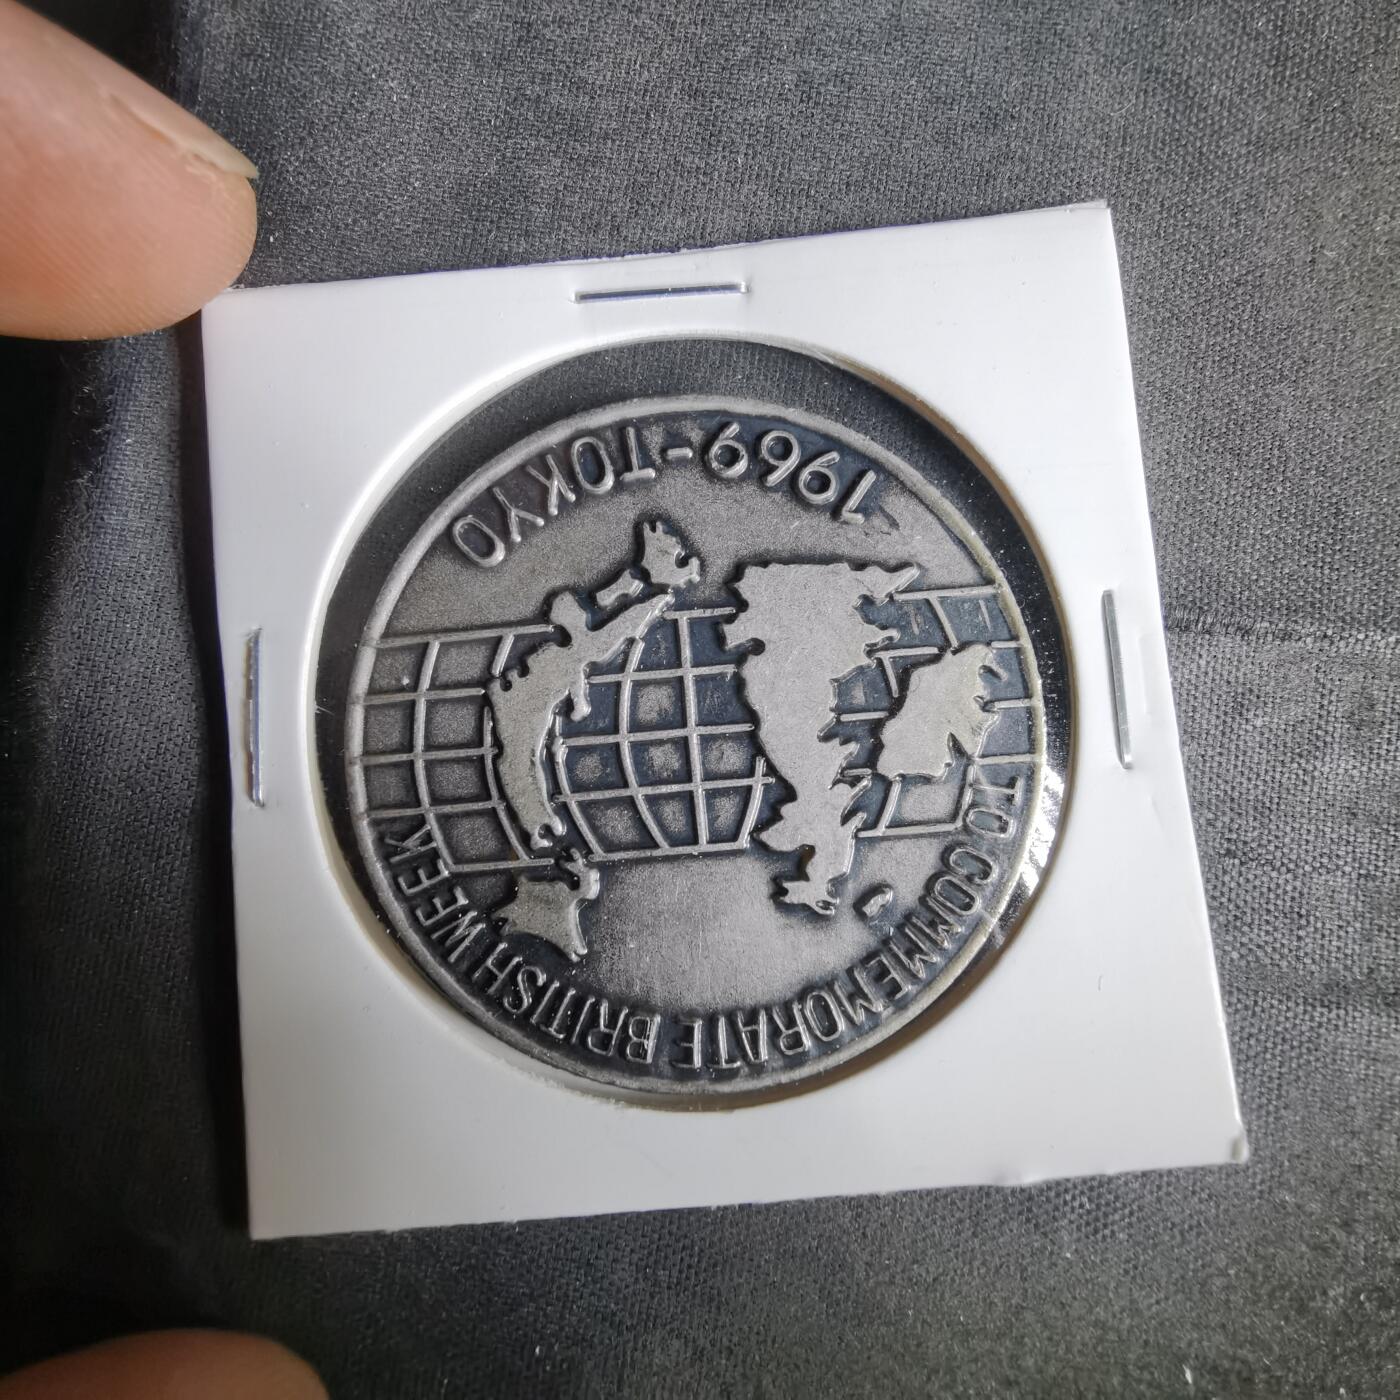 TO COMMEMORATE BRITISH WEEK
1969-TOKYO